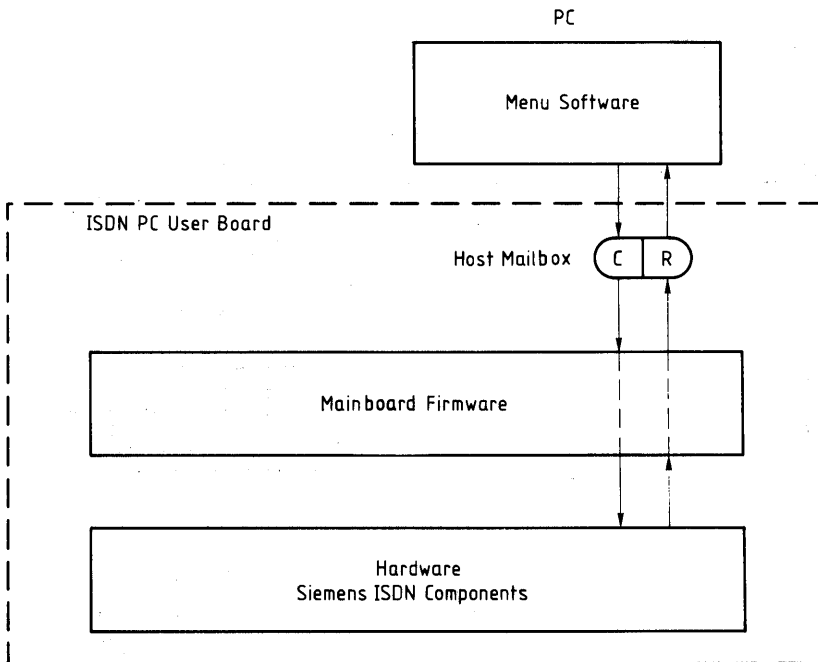 PC
Menu Software
ISDN PC User Board
Host Mailbox C R
Mainboard Firmware
Hardware
Siemens ISDN Components